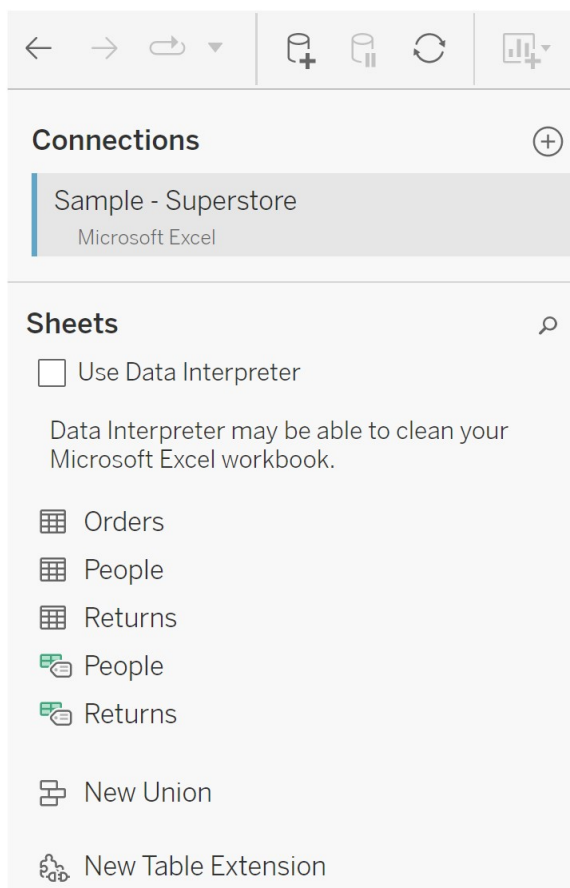 Connections
Sample - Superstore
Microsoft Excel
Sheets
Use Data Interpreter
Data Interpreter may be able to clean your
Microsoft Excel workbook.
Orders
People
Returns
People
Returns
New Union
New Table Extension